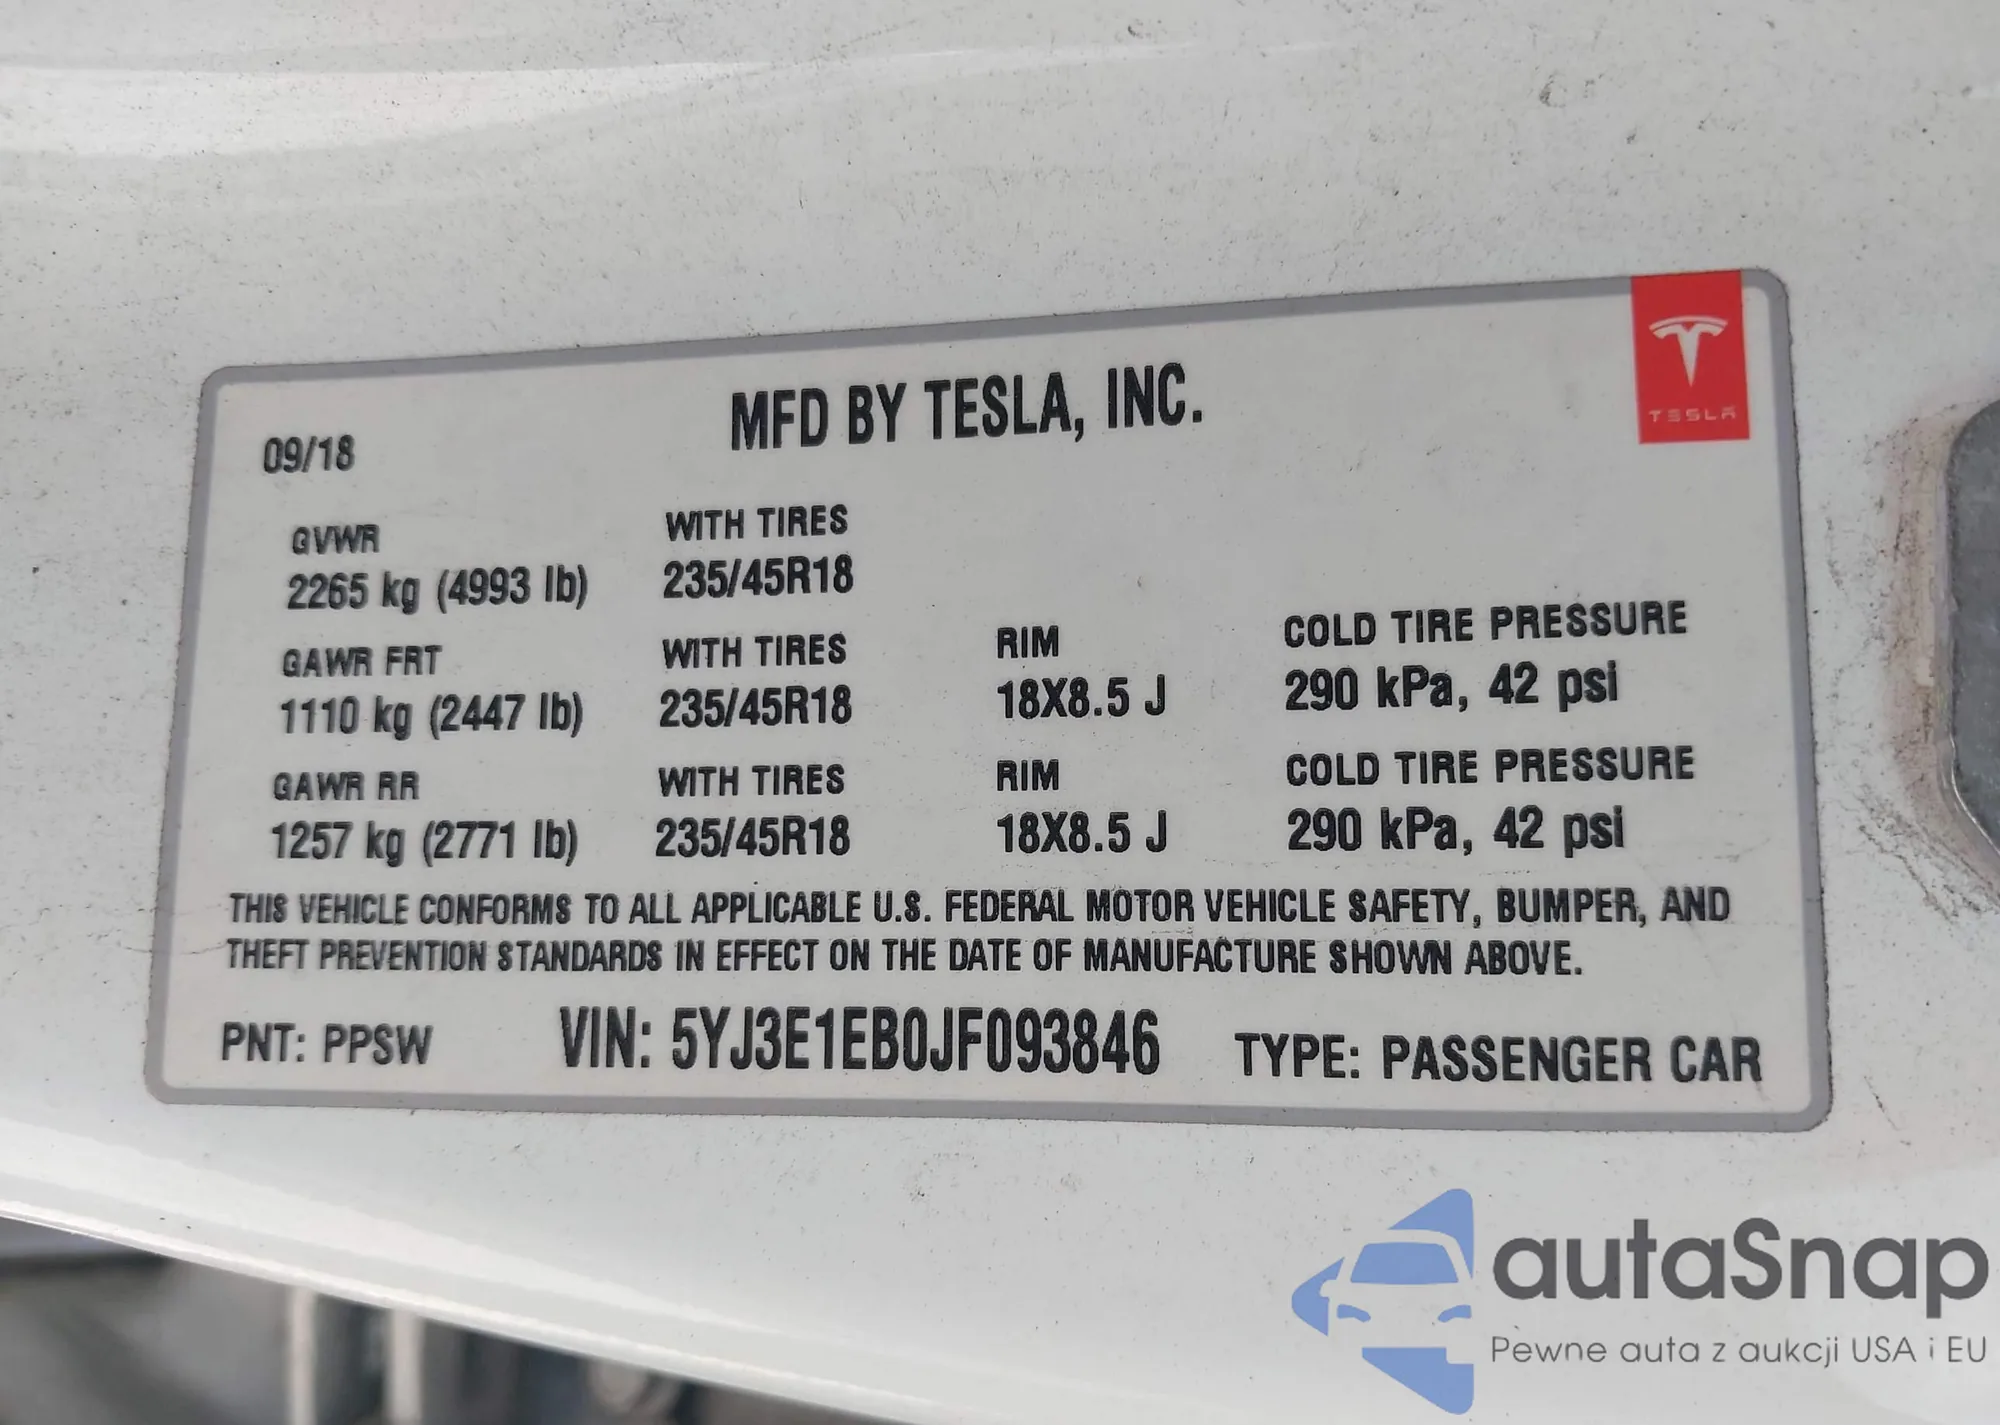 TESLA
MFD BY TESLA, INC.
09/18
GVWR WITH TIRES
2265 kg (4993 lb) 235/45R18
GAWR FRT WITH TIRES RIM COLD TIRE PRESSURE
1110 kg (2447 lb) 235/45R18 18X8.5 J 290 kPa, 42 psi
GAWR RR WITH TIRES RIM COLD TIRE PRESSURE
1257 kg (2771 lb) 235/45R18 18X8.5 J 290 kPa, 42 psi
THIS VEHICLE CONFORMS TO ALL APPLICABLE U.S. FEDERAL MOTOR VEHICLE SAFETY, BUMPER, AND
THEFT PREVENTION STANDARDS IN EFFECT ON THE DATE OF MANUFACTURE SHOWN ABOVE.
PNT: PPSW VIN: 5YJ3E1EB0JF093846 TYPE: PASSENGER CAR
autaSnap
Pewne auta z aukcji USA i EU